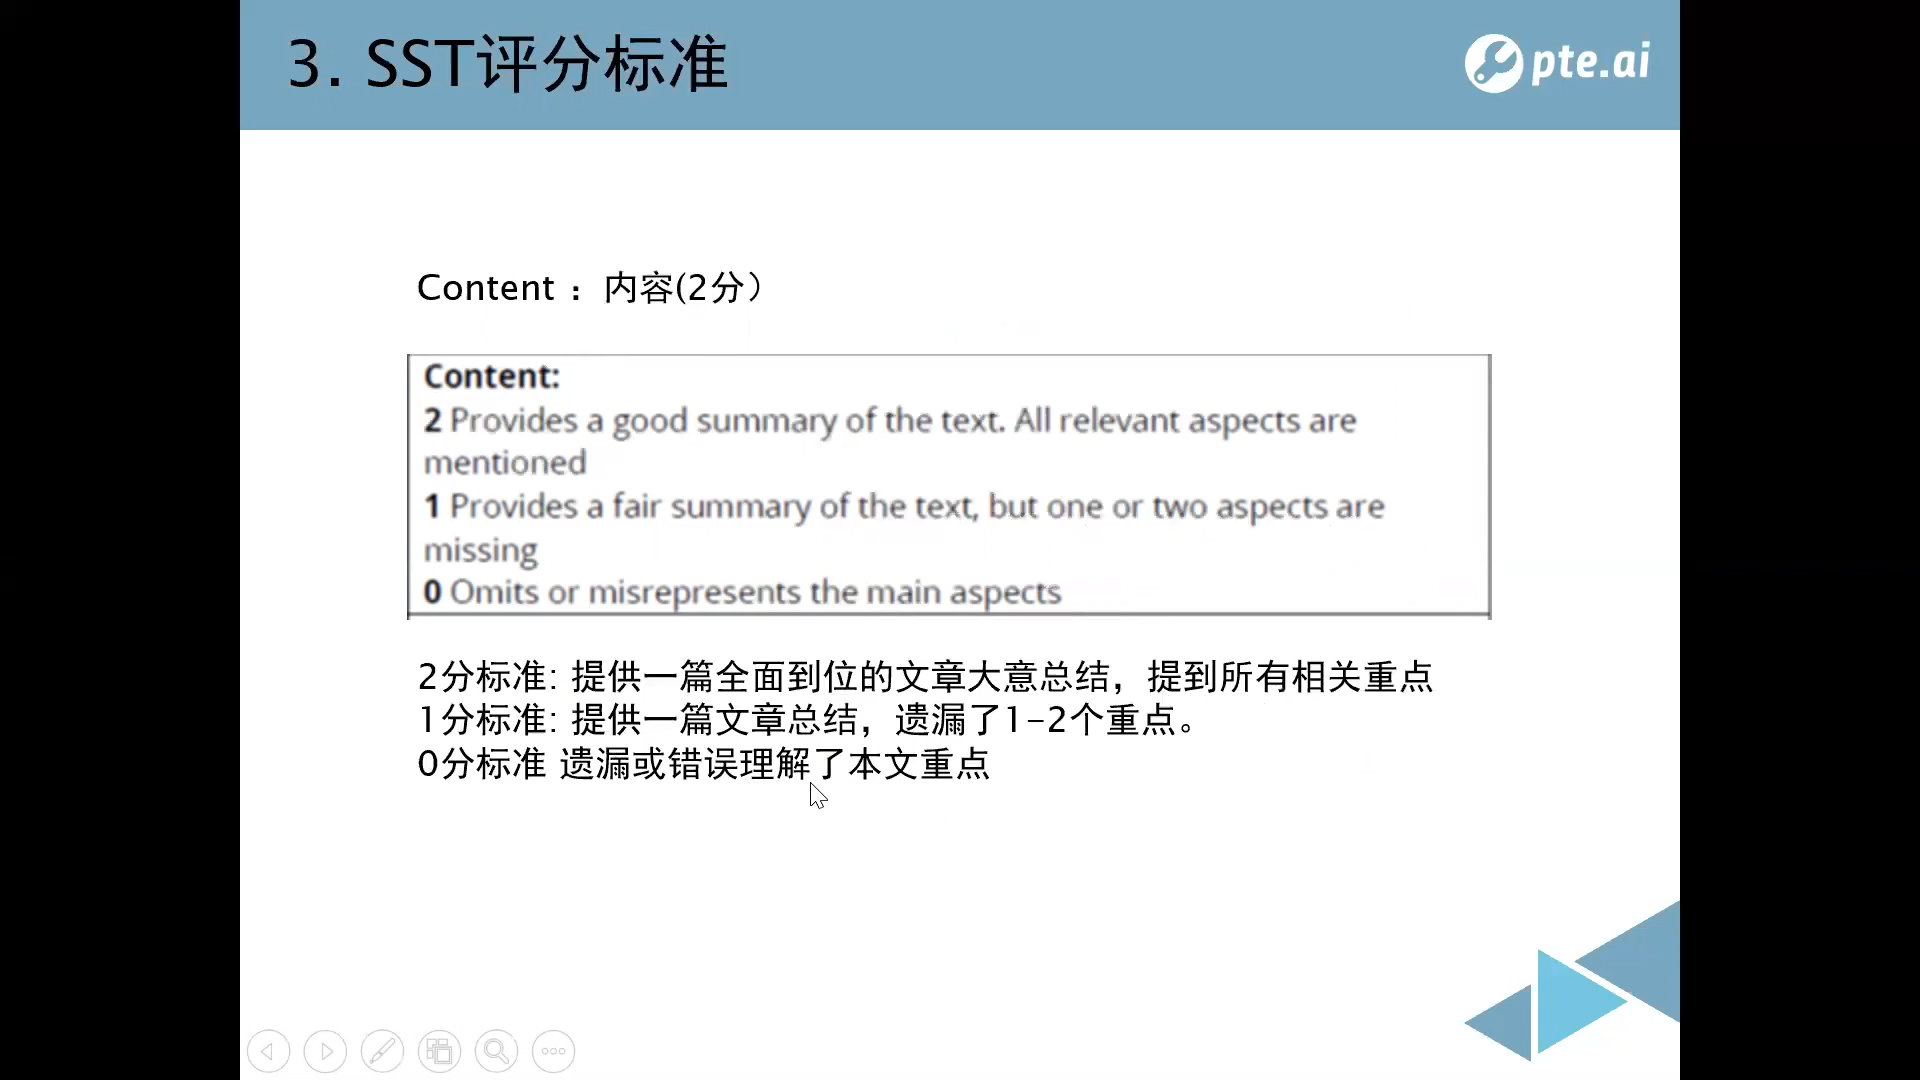 3. SST评分标准
pte.ai
Content ：内容(2分）
Content:
2 Provides a good summary of the text. All relevant aspects are
mentioned
1 Provides a fair summary of the text, but one or two aspects are
missing
0 Omits or misrepresents the main aspects
2分标准: 提供一篇全面到位的文章大意总结，提到所有相关重点
1分标准: 提供一篇文章总结，遗漏了1-2个重点。
0分标准 遗漏或错误理解了本文重点